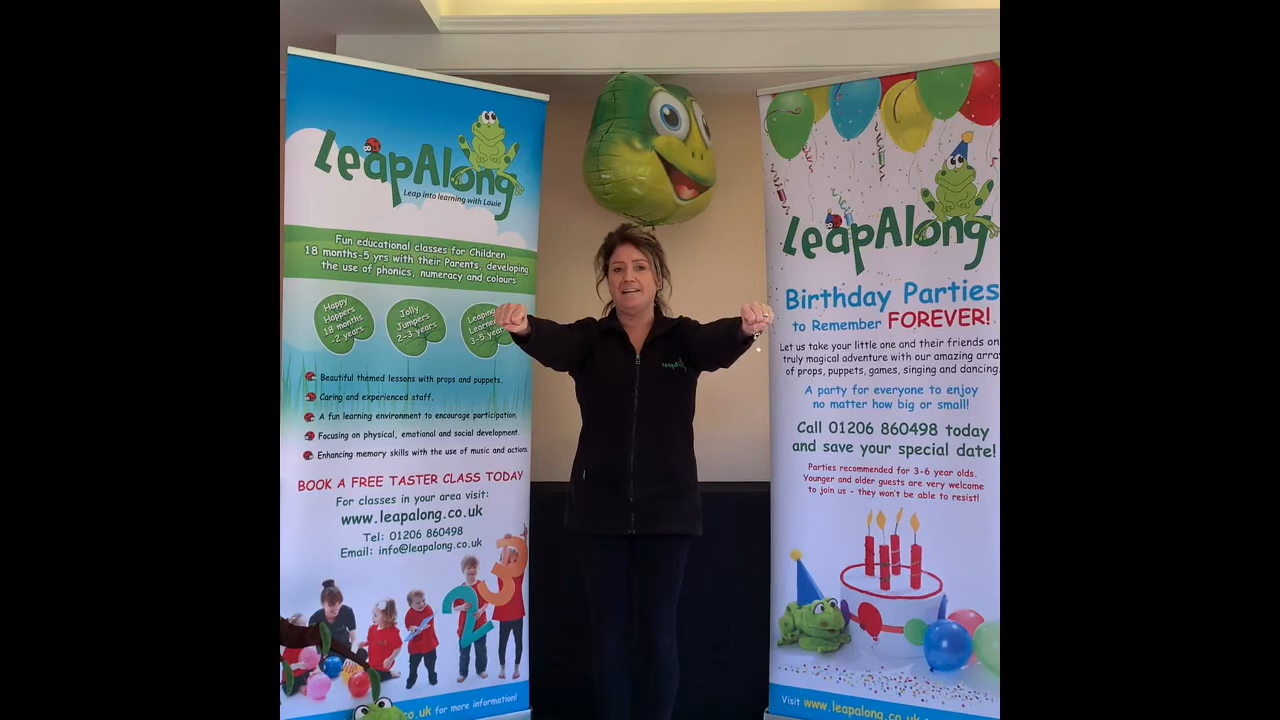 LeapAlong
Leap into learning with Louie
Fun educational classes for Children
18 months-5 yrs with their Parents, developing
the use of phonics, numeracy and colours
Happy
Hoppers
18 months
-2 years
Jolly
Jumpers
2-3 years
Leaping
3-5 years
Beautiful themed lessons with props and puppets.
Caring and experienced staff.
A fun learning environment to encourage participation.
Focusing on physical, emotional and social development.
Enhancing memory skills with the use of music and actions.
BOOK A FREE TASTER CLASS TODAY
For classes in your area visit:
www.leapalong.co.uk
Tel: 01206 860498
Email: info@leapalong.co.uk
2 3
.uk for more information!
LeapAlong
LeapAlong
Birthday Parties
to Remember FOREVER!
Let us take your little one and their friends on
truly magical adventure with our amazing arra
of props, puppets, games, singing and dancing.
A party for everyone to enjoy
no matter how big or small!
Call 01206 860498 today
and save your special date!
Parties recommended for 3-6 year olds.
Younger and older guests are very welcome
to join us - they won't be able to resist!
Visit www.leapalong.co.uk